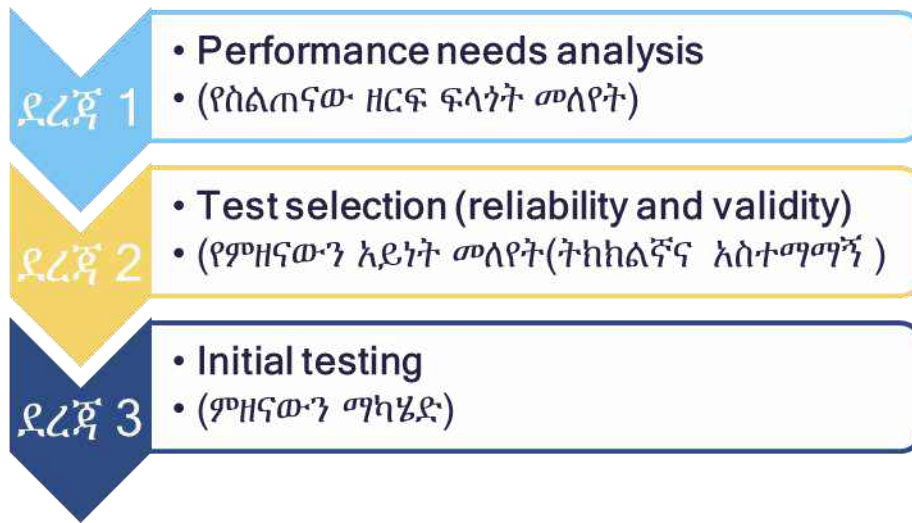 ደረጃ 1
• Performance needs analysis
• (የስልጠናው ዘርፍ ፍላጎት መለየት)
ደረጃ 2
• Test selection (reliability and validity)
• (የምዘናውን አይነት መለየት(ትክክልኛና አስተማማኝ )
ደረጃ 3
• Initial testing
• (ምዘናውን ማካሄድ)